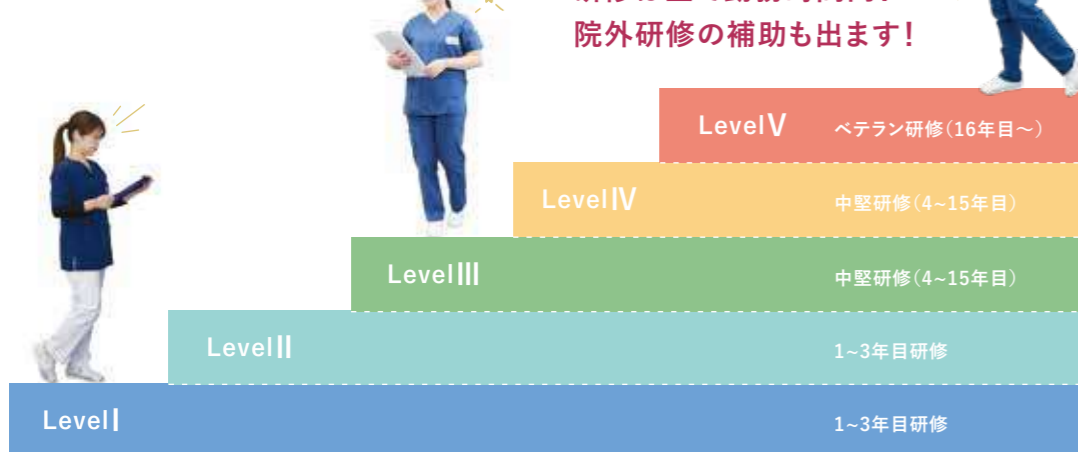 院外研修の補助も出ます!
LevelⅤ ベテラン研修(16年目〜)
LevelⅣ 中堅研修(4~15年目)
LevelⅢ 中堅研修(4~15年目)
LevelⅡ 1~3年目研修
LevelⅠ 1~3年目研修